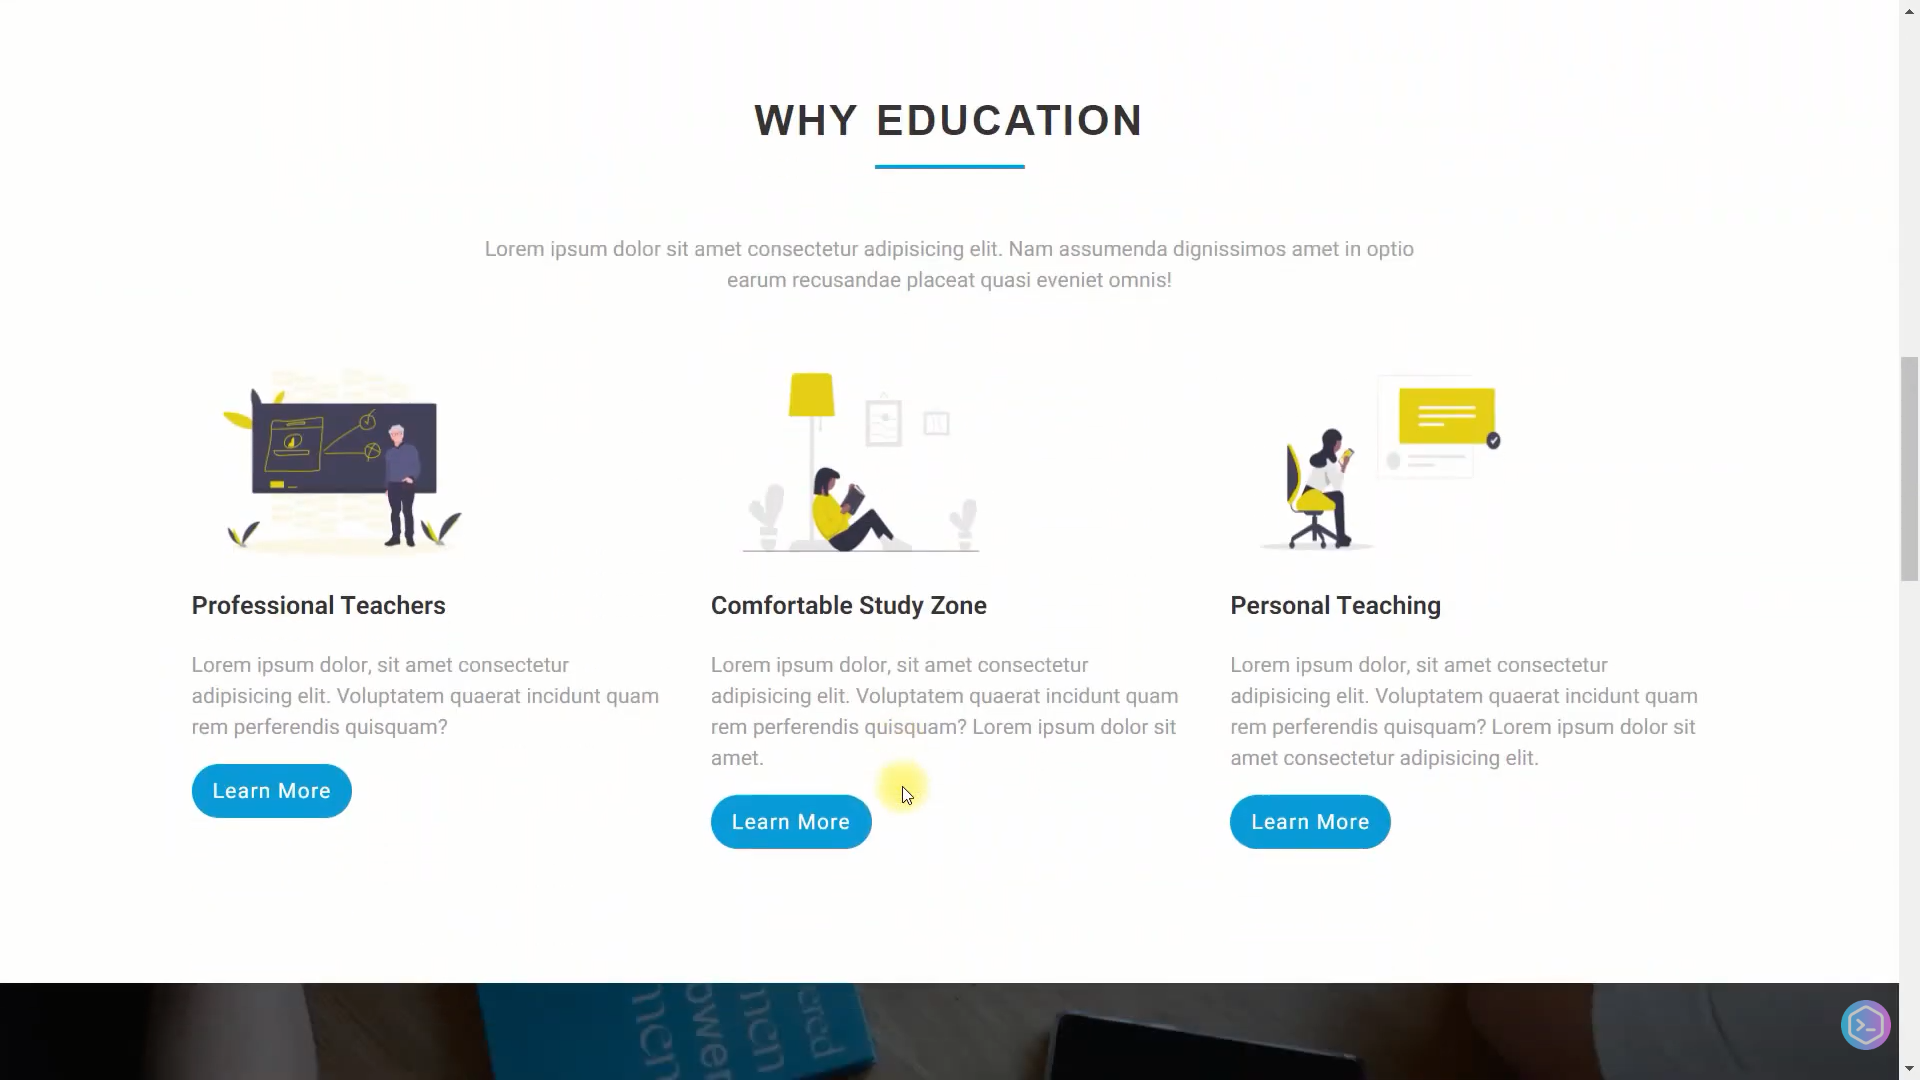 WHY EDUCATION
Lorem ipsum dolor sit amet consectetur adipisicing elit. Nam assumenda dignissimos amet in optio
earum recusandae placeat quasi eveniet omnis!
Professional Teachers
Lorem ipsum dolor, sit amet consectetur
adipisicing elit. Voluptatem quaerat incidunt quam
rem perferendis quisquam?
Learn More
Comfortable Study Zone
Lorem ipsum dolor, sit amet consectetur
adipisicing elit. Voluptatem quaerat incidunt quam
rem perferendis quisquam? Lorem ipsum dolor sit
amet.
Learn More
Personal Teaching
Lorem ipsum dolor, sit amet consectetur
adipisicing elit. Voluptatem quaerat incidunt quam
rem perferendis quisquam? Lorem ipsum dolor sit
amet consectetur adipisicing elit.
Learn More